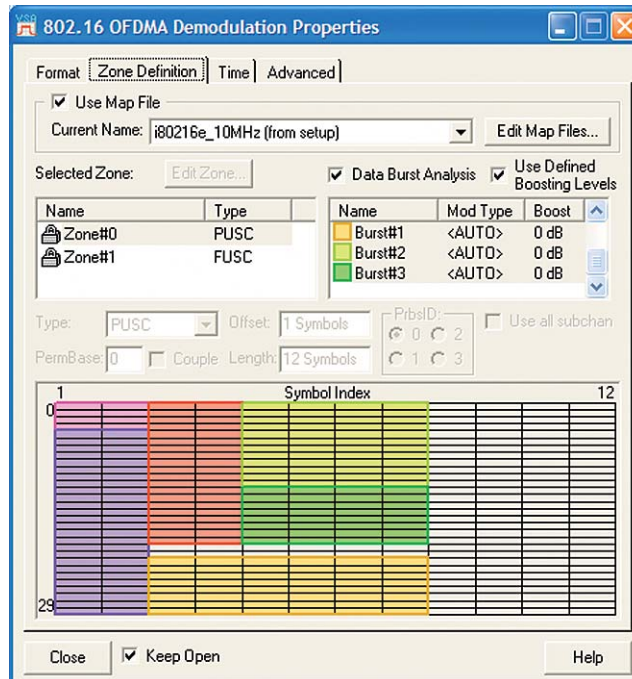 VSA 802.16 OFDMA Demodulation Properties
Format Zone Definition Time Advanced
Use Map File
Current Name: i80216e_10MHz (from setup) Edit Map Files...
Selected Zone: Edit Zone... Data Burst Analysis Use Defined Boosting Levels
Name Type Name Mod Type Boost
Zone#0 PUSC Burst#1 <AUTO> 0 dB
Zone#1 FUSC Burst#2 <AUTO> 0 dB
Burst#3 <AUTO> 0 dB
Type: PUSC Offset: 1 Symbols PrbsID: 0 2 Use all subchan
PermBase: 0 Couple Length: 12 Symbols 1 3
1 Symbol Index 12
0
29
Close Keep Open Help